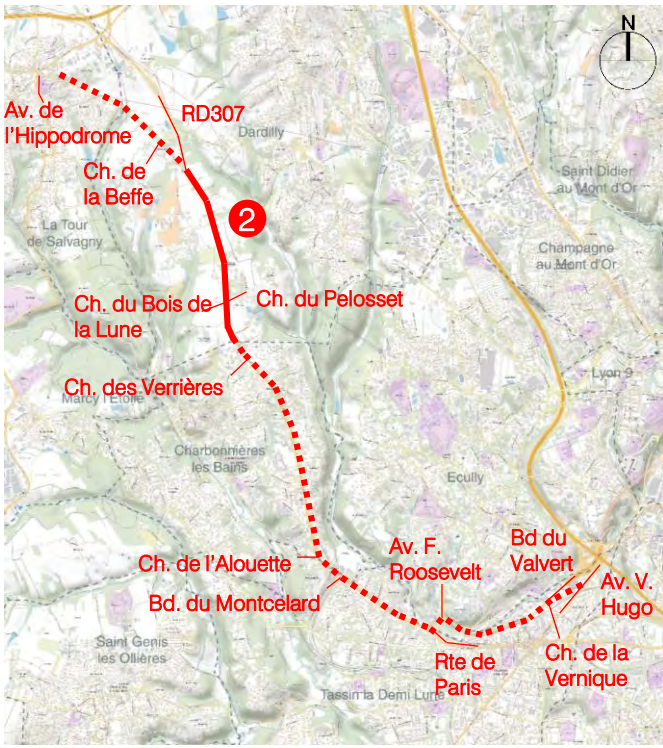 N
Av. de
l'Hippodrome
RD307
Dardilly
Ch. de
la Beffe
Saint Didier
au Mont d'Or
2
La Tour
de Salvagny
Champagne
au Mont d'Or
Ch. du Bois de
la Lune
Ch. du Pelosset
Ch. des Verrières
Marcy l'Etoile
Lyon 9
Charbonnières
les Bains
Ecully
Ch. de l'Alouette
Av. F.
Roosevelt
Bd du
Valvert
Bd. du Montcelard
Av. V.
Hugo
Saint Genis
les Ollières
Rte de
Paris
Ch. de la
Vernique
Tassin la Demi Lune